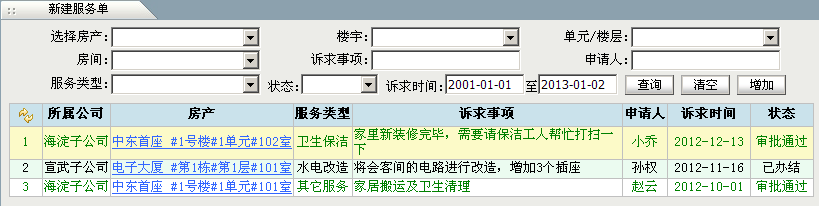 新建服务单
选择房产： 楼宇： 单元/楼层：
房间： 诉求事项： 申请人：
服务类型： 状态： 诉求时间：2001-01-01 至 2013-01-02 查询 清空 增加
所属公司 房产 服务类型 诉求事项 申请人 诉求时间 状态
1 海淀子公司 中东首座 #1号楼#1单元#102室 卫生保洁 家里新装修完毕，需要请保洁工人帮忙打扫一下 小乔 2012-12-13 审批通过
2 宣武子公司 电子大厦 #第1栋#第1层#101室 水电改造 将会客间的电路进行改造，增加3个插座 孙权 2012-11-16 已办结
3 海淀子公司 中东首座 #1号楼#1单元#101室 其它服务 家居搬运及卫生清理 赵云 2012-10-01 审批通过